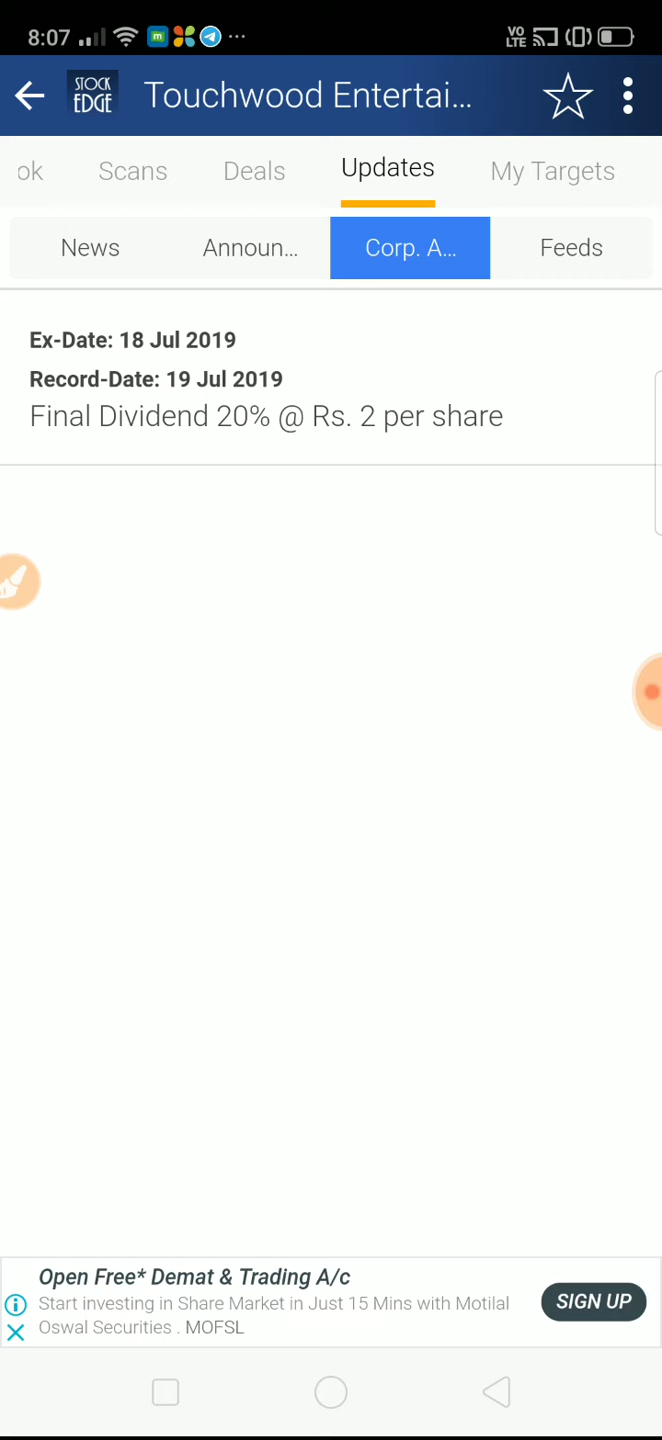 8:07 m ... VO LTE
STOCK EDGE Touchwood Entertai...
ok Scans Deals Updates My Targets
News Announ... Corp. A... Feeds
Ex-Date: 18 Jul 2019
Record-Date: 19 Jul 2019
Final Dividend 20% @ Rs. 2 per share
Open Free* Demat & Trading A/c
Start investing in Share Market in Just 15 Mins with Motilal
Oswal Securities . MOFSL
SIGN UP